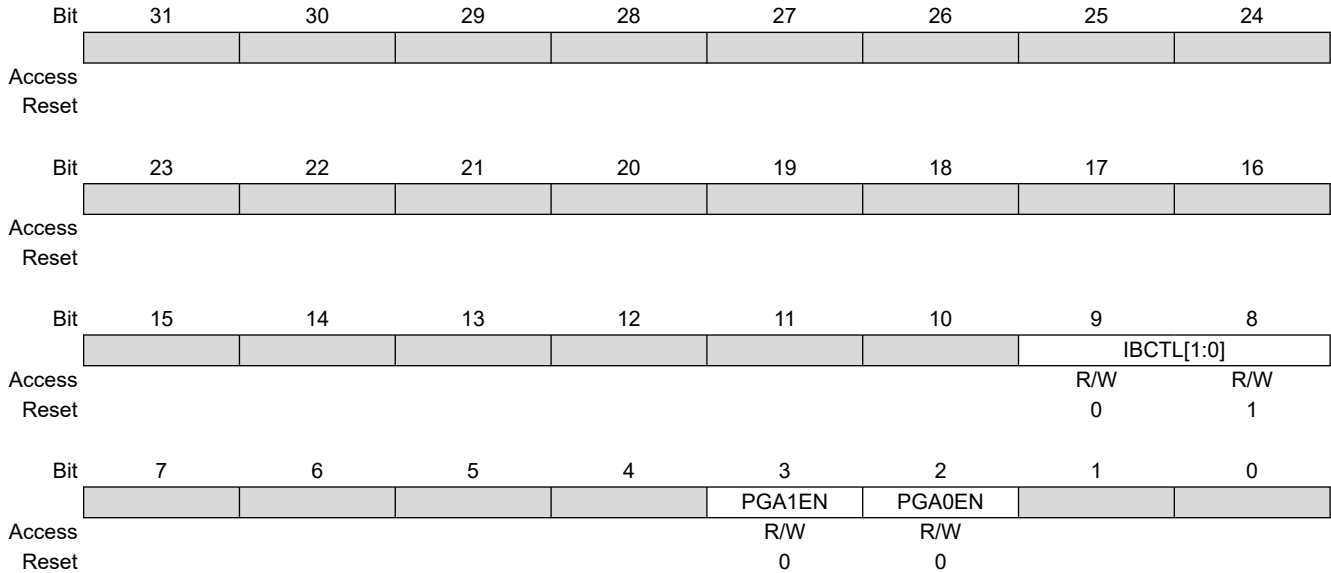 Bit 31 30 29 28 27 26 25 24
Access
Reset
Bit 23 22 21 20 19 18 17 16
Access
Reset
Bit 15 14 13 12 11 10 9 8
IBCTL[1:0]
Access R/W R/W
Reset 0 1
Bit 7 6 5 4 3 2 1 0
PGA1EN PGA0EN
Access R/W R/W
Reset 0 0